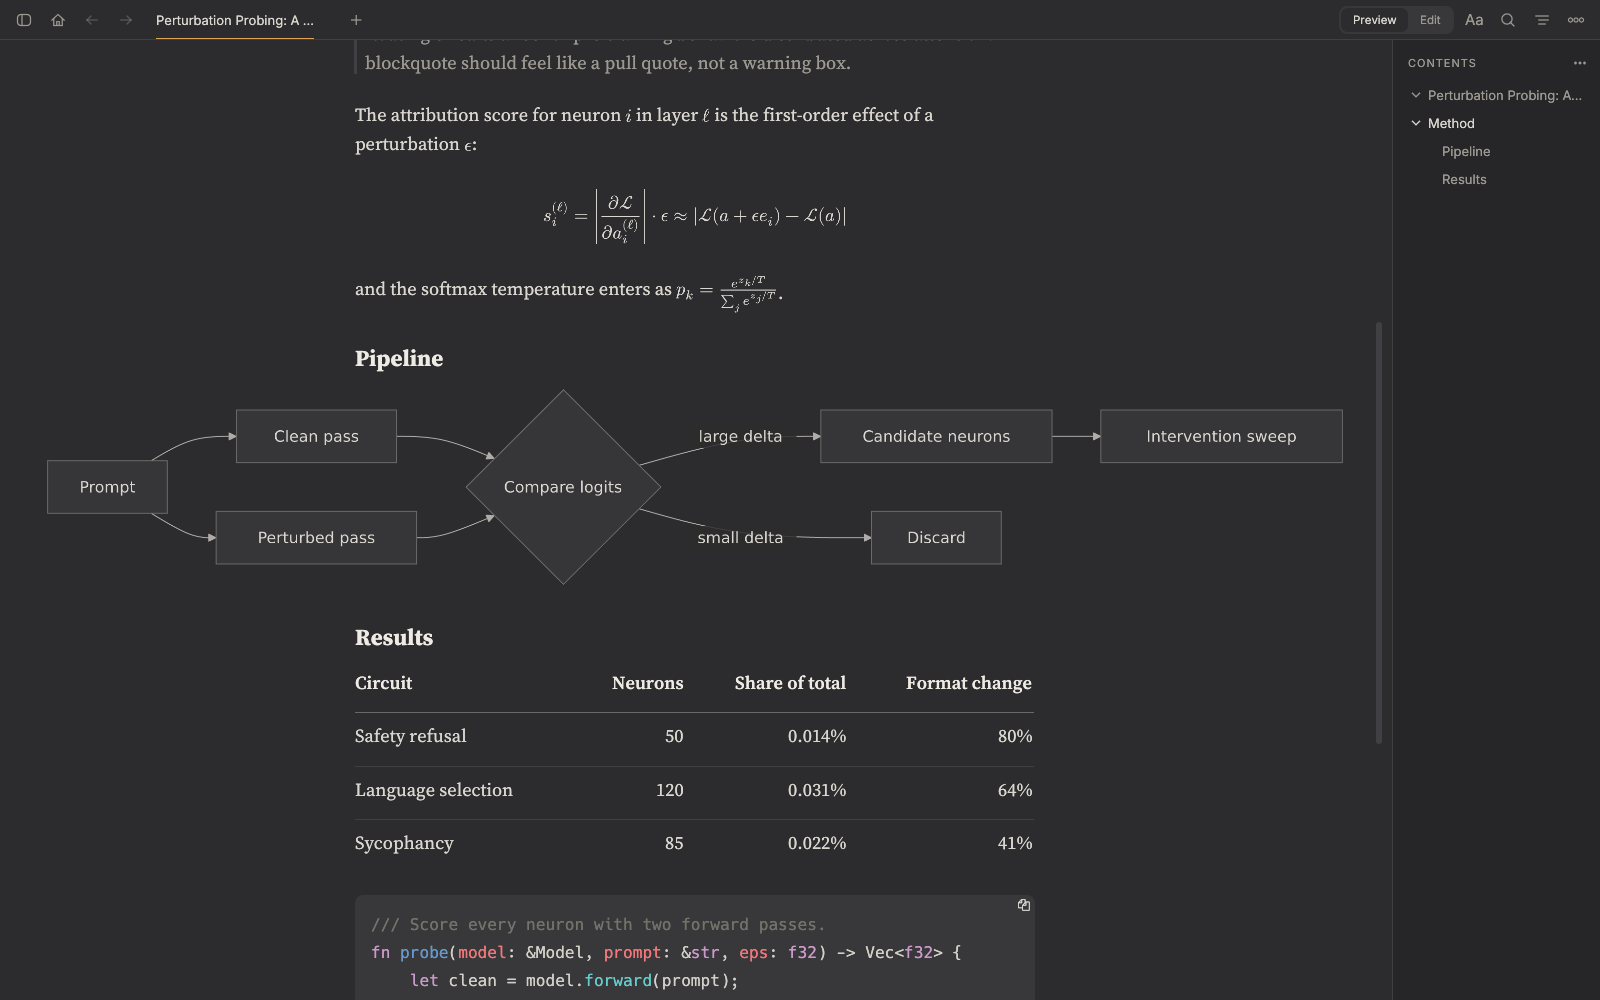 Perturbation Probing: A ...
Preview
Edit
Aa
blockquote should feel like a pull quote, not a warning box.
The attribution score for neuron i in layer ℓ is the first-order effect of a
perturbation ϵ:
s_i^{(ℓ)} = |∂ℒ/∂a_i^{(ℓ)}| · ϵ ≈ |ℒ(a + ϵe_i) − ℒ(a)|
and the softmax temperature enters as p_k = e^{z_k/T} / ∑_j e^{z_j/T}.
Pipeline
Prompt
Clean pass
Perturbed pass
Compare logits
large delta
small delta
Candidate neurons
Discard
Intervention sweep
Results
Circuit Neurons Share of total Format change
Safety refusal 50 0.014% 80%
Language selection 120 0.031% 64%
Sycophancy 85 0.022% 41%
/// Score every neuron with two forward passes.
fn probe(model: &Model, prompt: &str, eps: f32) -> Vec<f32> {
    let clean = model.forward(prompt);
CONTENTS
Perturbation Probing: A...
Method
Pipeline
Results